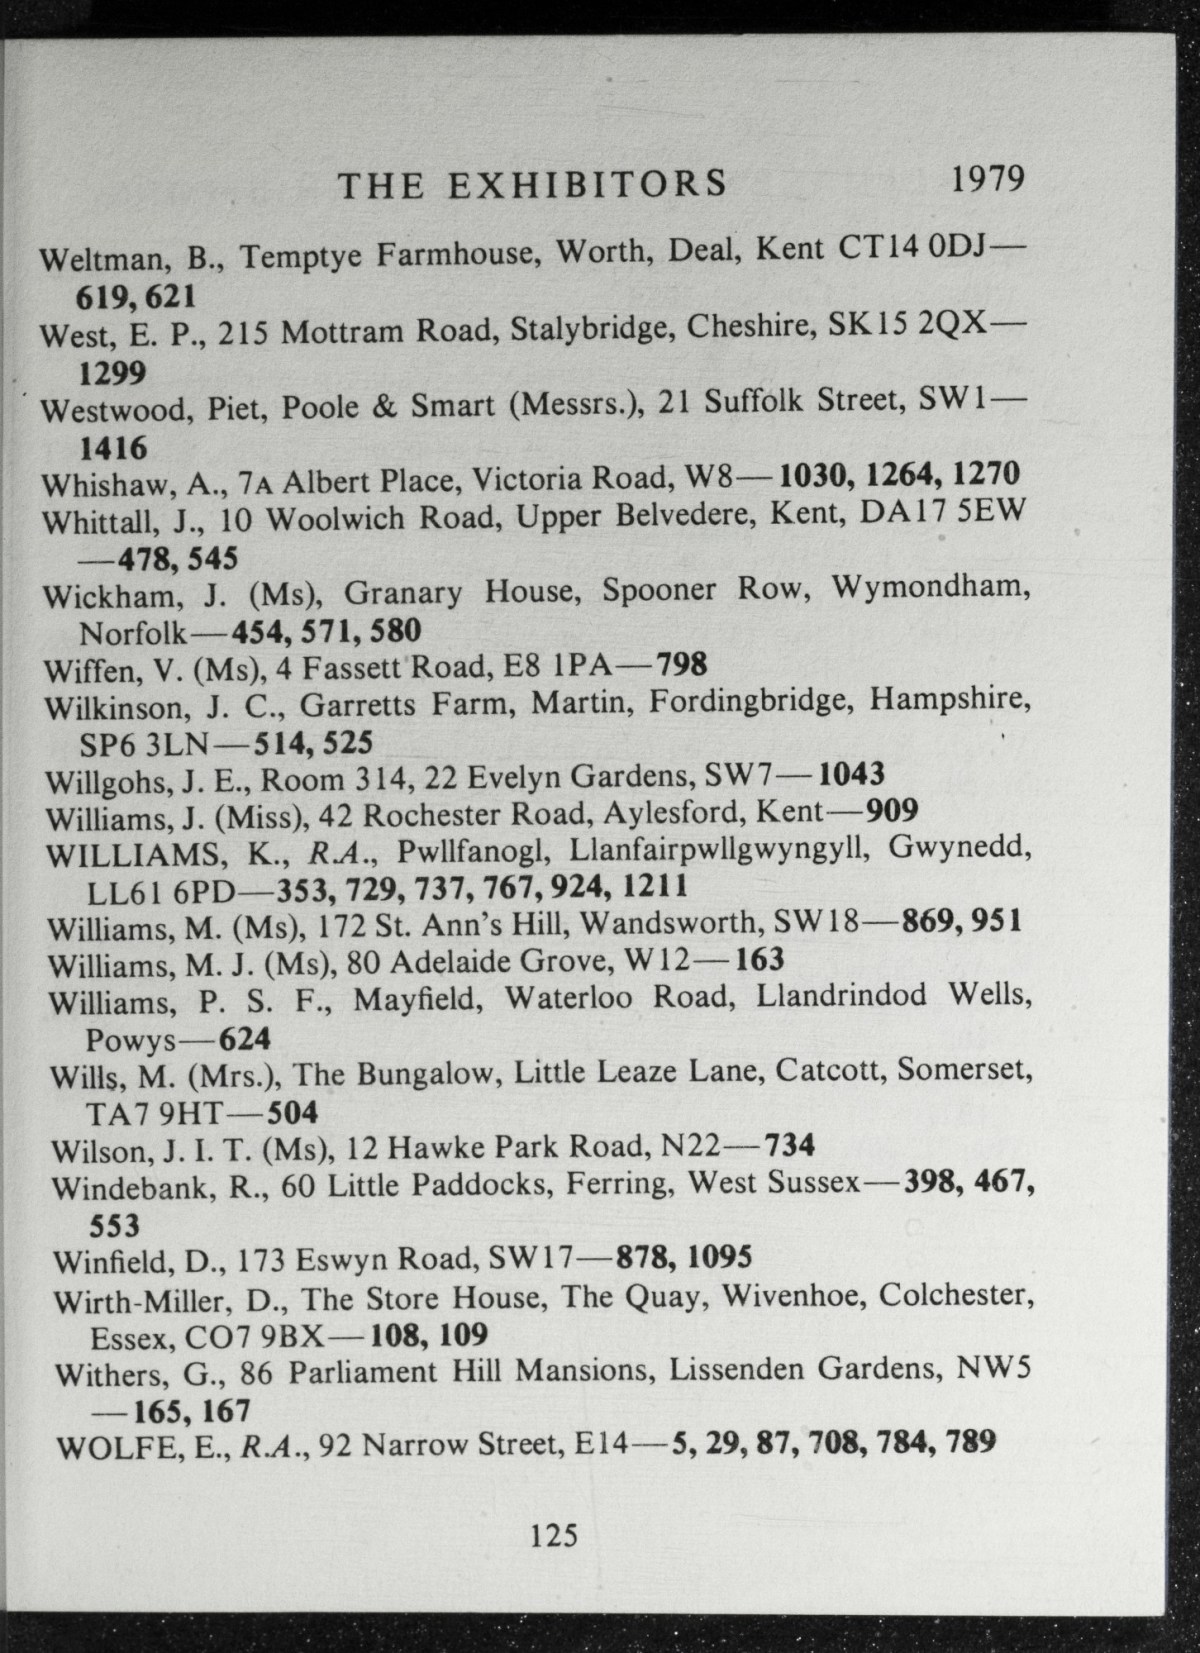 THE EXHIBITORS 1979
Weltman, B., Temptye Farmhouse, Worth, Deal, Kent CT14 0DJ—
619, 621
West, E. P., 215 Mottram Road, Stalybridge, Cheshire, SK15 2QX—
1299
Westwood, Piet, Poole & Smart (Messrs.), 21 Suffolk Street, SW1—
1416
Whishaw, A., 7A Albert Place, Victoria Road, W8—1030, 1264, 1270
Whittall, J., 10 Woolwich Road, Upper Belvedere, Kent, DA17 5EW
—478, 545
Wickham, J. (Ms), Granary House, Spooner Row, Wymondham,
Norfolk—454, 571, 580
Wiffen, V. (Ms), 4 Fassett Road, E8 1PA—798
Wilkinson, J. C., Garretts Farm, Martin, Fordingbridge, Hampshire,
SP6 3LN—514, 525
Willgohs, J. E., Room 314, 22 Evelyn Gardens, SW7—1043
Williams, J. (Miss), 42 Rochester Road, Aylesford, Kent—909
WILLIAMS, K., R.A., Pwllfanogl, Llanfairpwllgwyngyll, Gwynedd,
LL61 6PD—353, 729, 737, 767, 924, 1211
Williams, M. (Ms), 172 St. Ann's Hill, Wandsworth, SW18—869, 951
Williams, M. J. (Ms), 80 Adelaide Grove, W12—163
Williams, P. S. F., Mayfield, Waterloo Road, Llandrindod Wells,
Powys—624
Wills, M. (Mrs.), The Bungalow, Little Leaze Lane, Catcott, Somerset,
TA7 9HT—504
Wilson, J. I. T. (Ms), 12 Hawke Park Road, N22—734
Windebank, R., 60 Little Paddocks, Ferring, West Sussex—398, 467,
553
Winfield, D., 173 Eswyn Road, SW17—878, 1095
Wirth-Miller, D., The Store House, The Quay, Wivenhoe, Colchester,
Essex, CO7 9BX—108, 109
Withers, G., 86 Parliament Hill Mansions, Lissenden Gardens, NW5
—165, 167
WOLFE, E., R.A., 92 Narrow Street, E14—5, 29, 87, 708, 784, 789
125